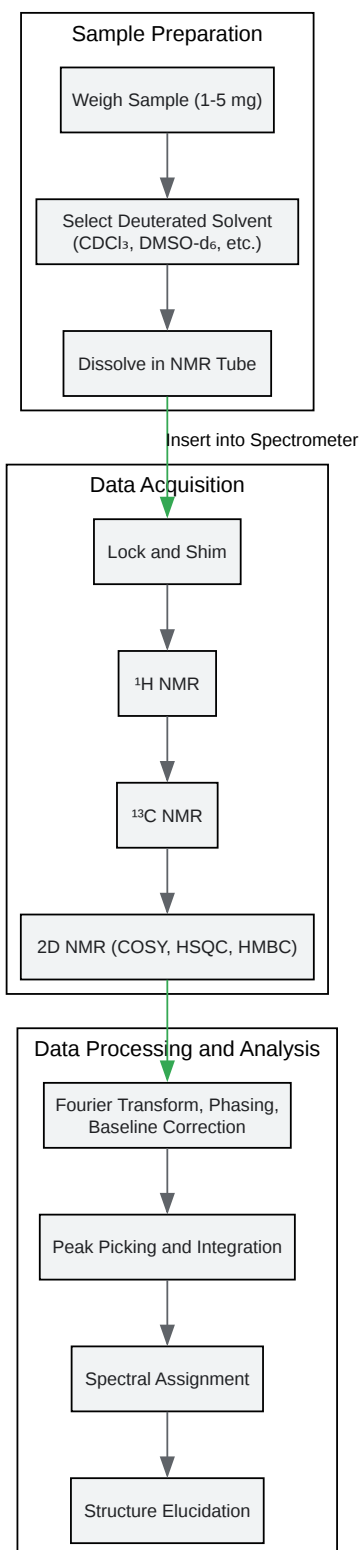 Sample Preparation
Weigh Sample (1-5 mg)
Select Deuterated Solvent
(CDCl₃, DMSO-d₆, etc.)
Dissolve in NMR Tube
Insert into Spectrometer
Data Acquisition
Lock and Shim
¹H NMR
¹³C NMR
2D NMR (COSY, HSQC, HMBC)
Data Processing and Analysis
Fourier Transform, Phasing,
Baseline Correction
Peak Picking and Integration
Spectral Assignment
Structure Elucidation